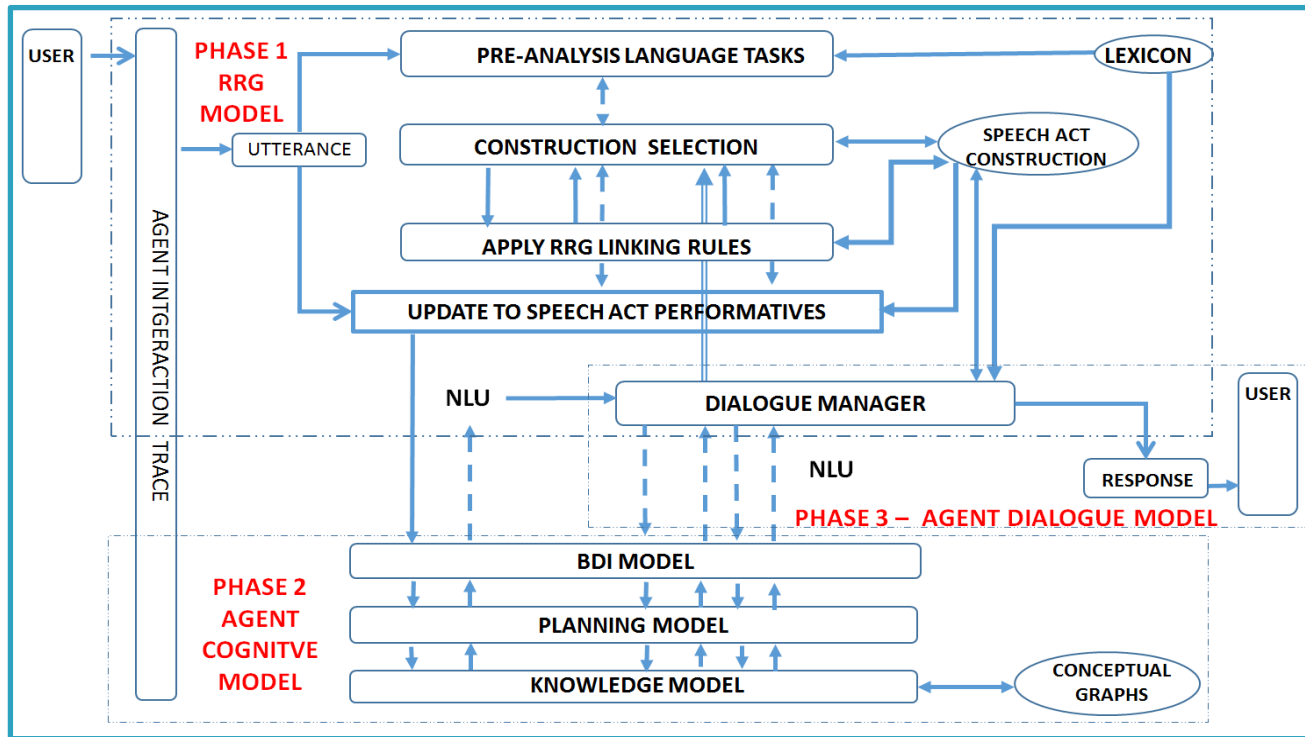 USER
PHASE 1
RRG
MODEL
PRE-ANALYSIS LANGUAGE TASKS
LEXICON
UTTERANCE
CONSTRUCTION SELECTION
SPEECH ACT
CONSTRUCTION
AGENT INTGERACTION TRACE
APPLY RRG LINKING RULES
UPDATE TO SPEECH ACT PERFORMATIVES
NLU
DIALOGUE MANAGER
USER
NLU
RESPONSE
PHASE 3 – AGENT DIALOGUE MODEL
BDI MODEL
PHASE 2
AGENT
COGNITVE
MODEL
PLANNING MODEL
KNOWLEDGE MODEL
CONCEPTUAL
GRAPHS